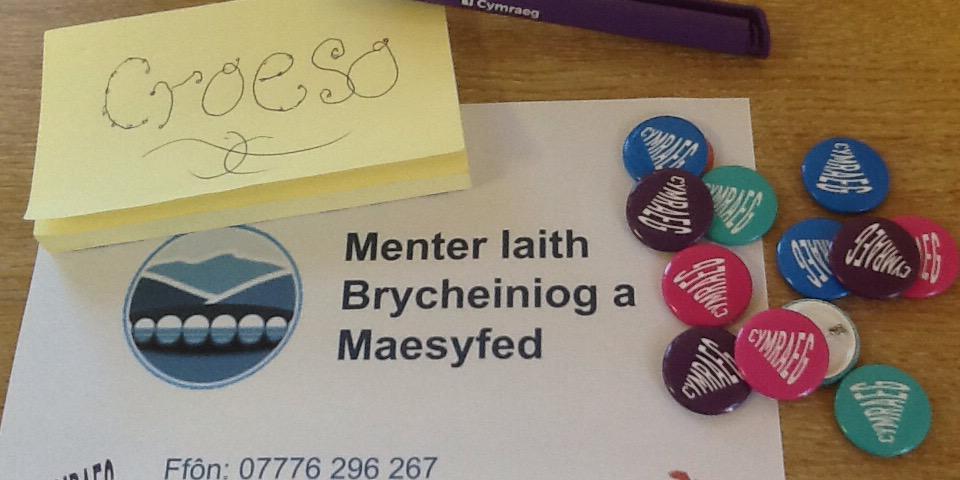 Cymraeg
Croeso
Menter Iaith
Brycheiniog a
Maesyfed
Ffôn: 07776 296 267
CYMRAEG
CYMRAEG
CYMRAEG
CYMRAEG
CYMRAEG
CYMRAEG
CYMRAEG
CYMRAEG
CYMRAEG
CYMRAEG